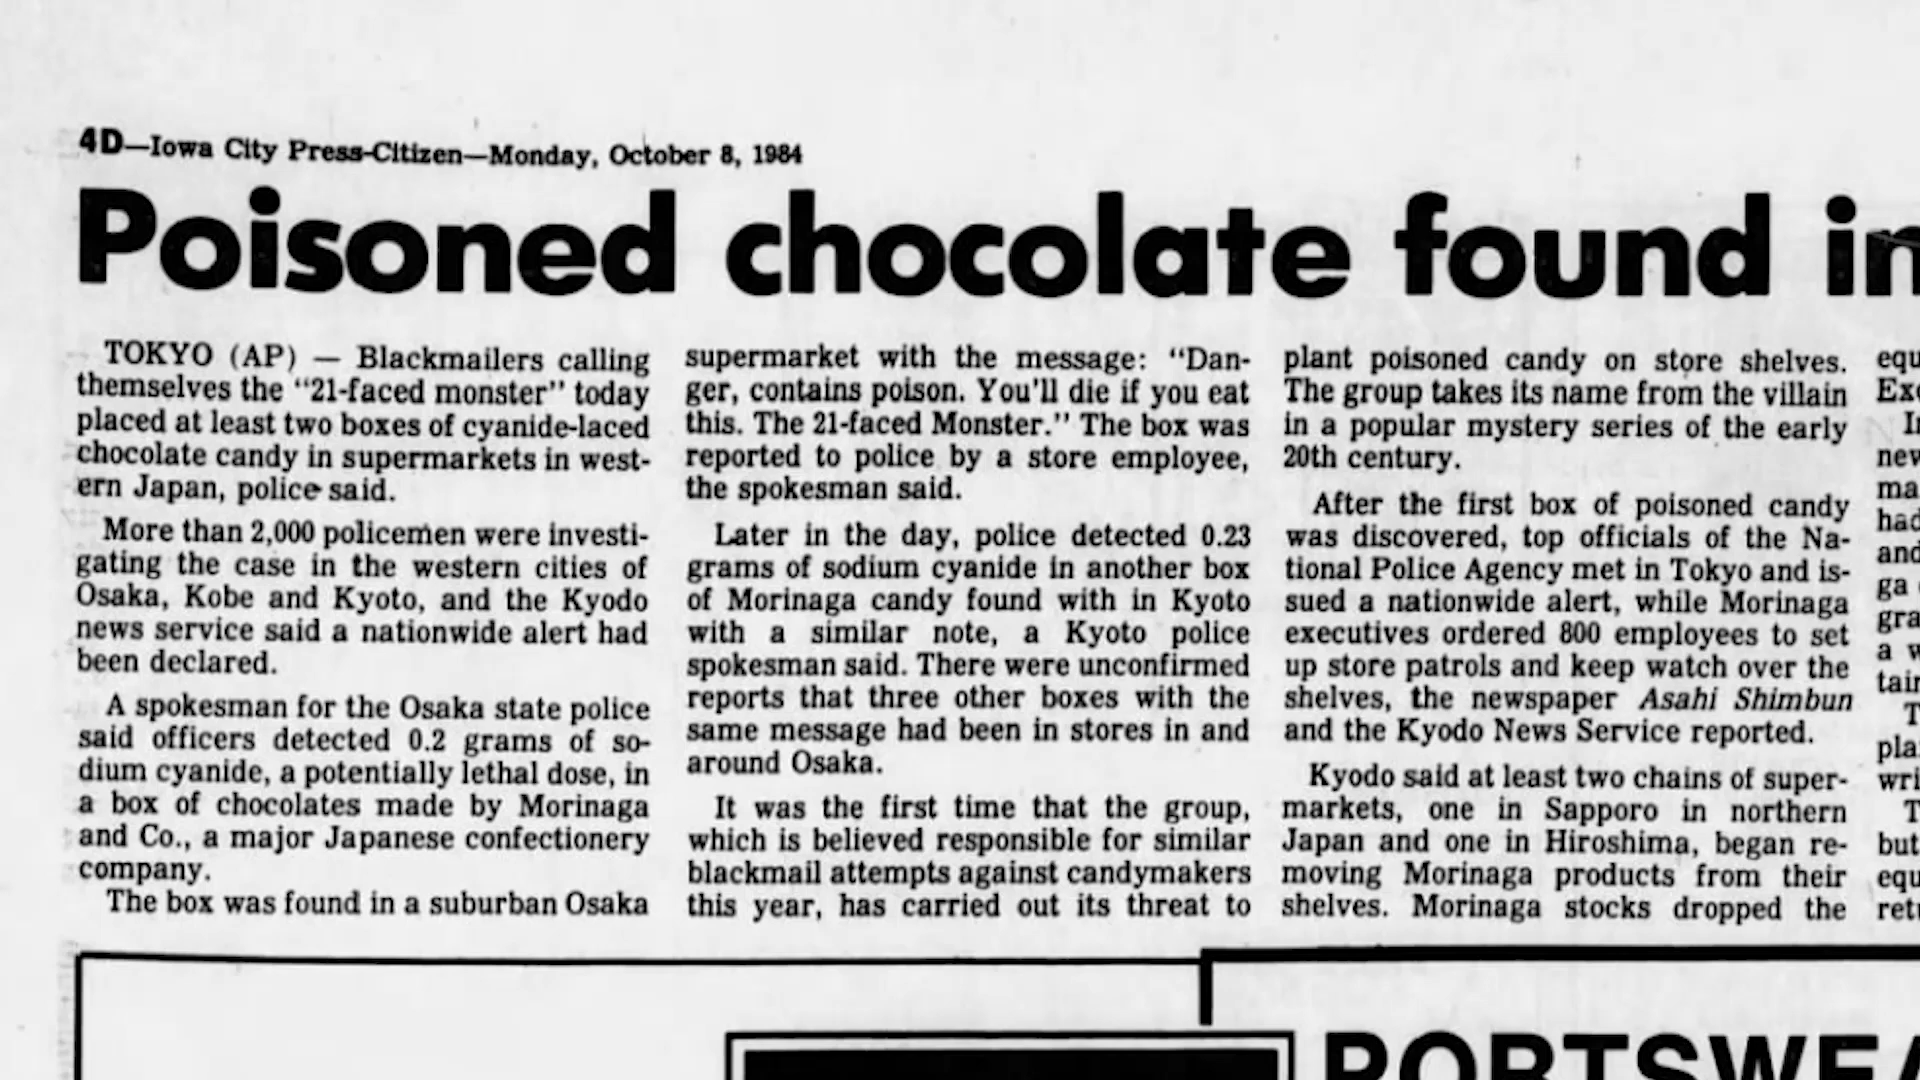 4D—Iowa City Press-Citizen—Monday, October 8, 1984
Poisoned chocolate found in
TOKYO (AP) — Blackmailers calling
themselves the "21-faced monster" today
placed at least two boxes of cyanide-laced
chocolate candy in supermarkets in west-
ern Japan, police said.
More than 2,000 policemen were investi-
gating the case in the western cities of
Osaka, Kobe and Kyoto, and the Kyodo
news service said a nationwide alert had
been declared.
A spokesman for the Osaka state police
said officers detected 0.2 grams of so-
dium cyanide, a potentially lethal dose, in
a box of chocolates made by Morinaga
and Co., a major Japanese confectionery
company.
The box was found in a suburban Osaka
supermarket with the message: "Dan-
ger, contains poison. You'll die if you eat
this. The 21-faced Monster." The box was
reported to police by a store employee,
the spokesman said.
Later in the day, police detected 0.23
grams of sodium cyanide in another box
of Morinaga candy found with in Kyoto
with a similar note, a Kyoto police
spokesman said. There were unconfirmed
reports that three other boxes with the
same message had been in stores in and
around Osaka.
It was the first time that the group,
which is believed responsible for similar
blackmail attempts against candymakers
this year, has carried out its threat to
plant poisoned candy on store shelves.
The group takes its name from the villain
in a popular mystery series of the early
20th century.
After the first box of poisoned candy
was discovered, top officials of the Na-
tional Police Agency met in Tokyo and is-
sued a nationwide alert, while Morinaga
executives ordered 800 employees to set
up store patrols and keep watch over the
shelves, the newspaper Asahi Shimbun
and the Kyodo News Service reported.
Kyodo said at least two chains of super-
markets, one in Sapporo in northern
Japan and one in Hiroshima, began re-
moving Morinaga products from their
shelves. Morinaga stocks dropped the